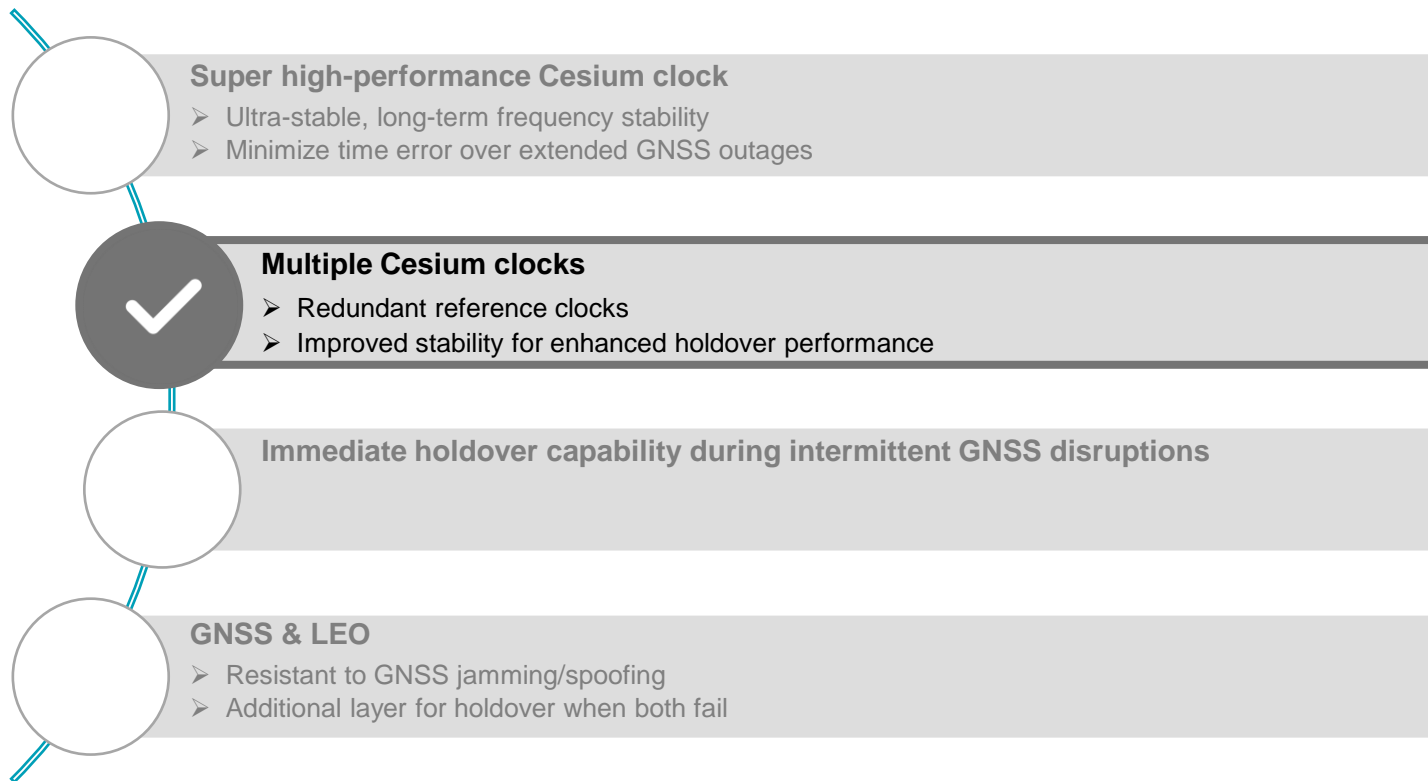 Super high-performance Cesium clock
➢ Ultra-stable, long-term frequency stability
➢ Minimize time error over extended GNSS outages
Multiple Cesium clocks
➢ Redundant reference clocks
➢ Improved stability for enhanced holdover performance
Immediate holdover capability during intermittent GNSS disruptions
GNSS & LEO
➢ Resistant to GNSS jamming/spoofing
➢ Additional layer for holdover when both fail